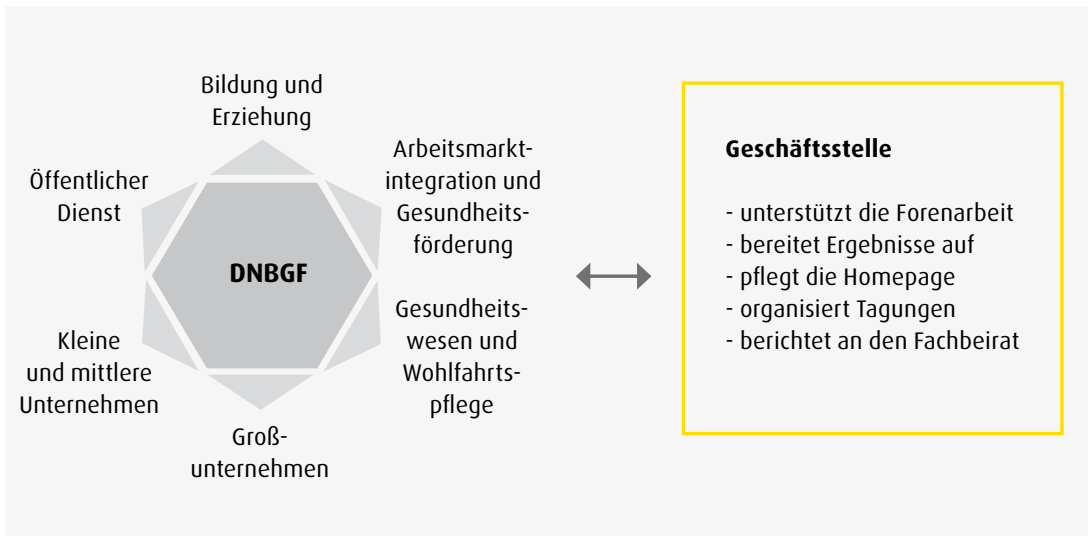 Bildung und
Erziehung
Arbeitsmarkt-
integration und
Gesundheits-
förderung
Gesundheits-
wesen und
Wohlfahrts-
pflege
Groß-
unternehmen
Kleine
und mittlere
Unternehmen
Öffentlicher
Dienst
DNBGF
Geschäftsstelle
- unterstützt die Forenarbeit
- bereitet Ergebnisse auf
- pflegt die Homepage
- organisiert Tagungen
- berichtet an den Fachbeirat